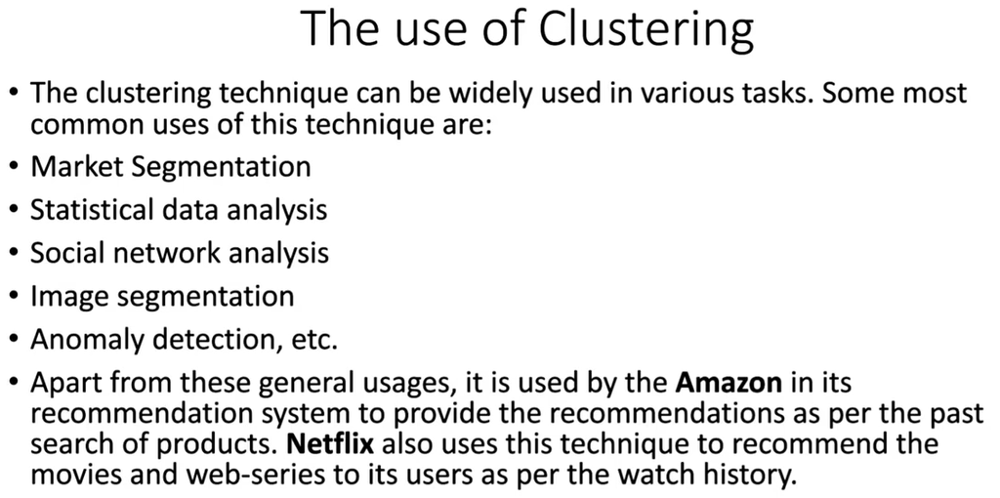 The use of Clustering
• The clustering technique can be widely used in various tasks. Some most
common uses of this technique are:
• Market Segmentation
• Statistical data analysis
• Social network analysis
• Image segmentation
• Anomaly detection, etc.
• Apart from these general usages, it is used by the Amazon in its
recommendation system to provide the recommendations as per the past
search of products. Netflix also uses this technique to recommend the
movies and web-series to its users as per the watch history.